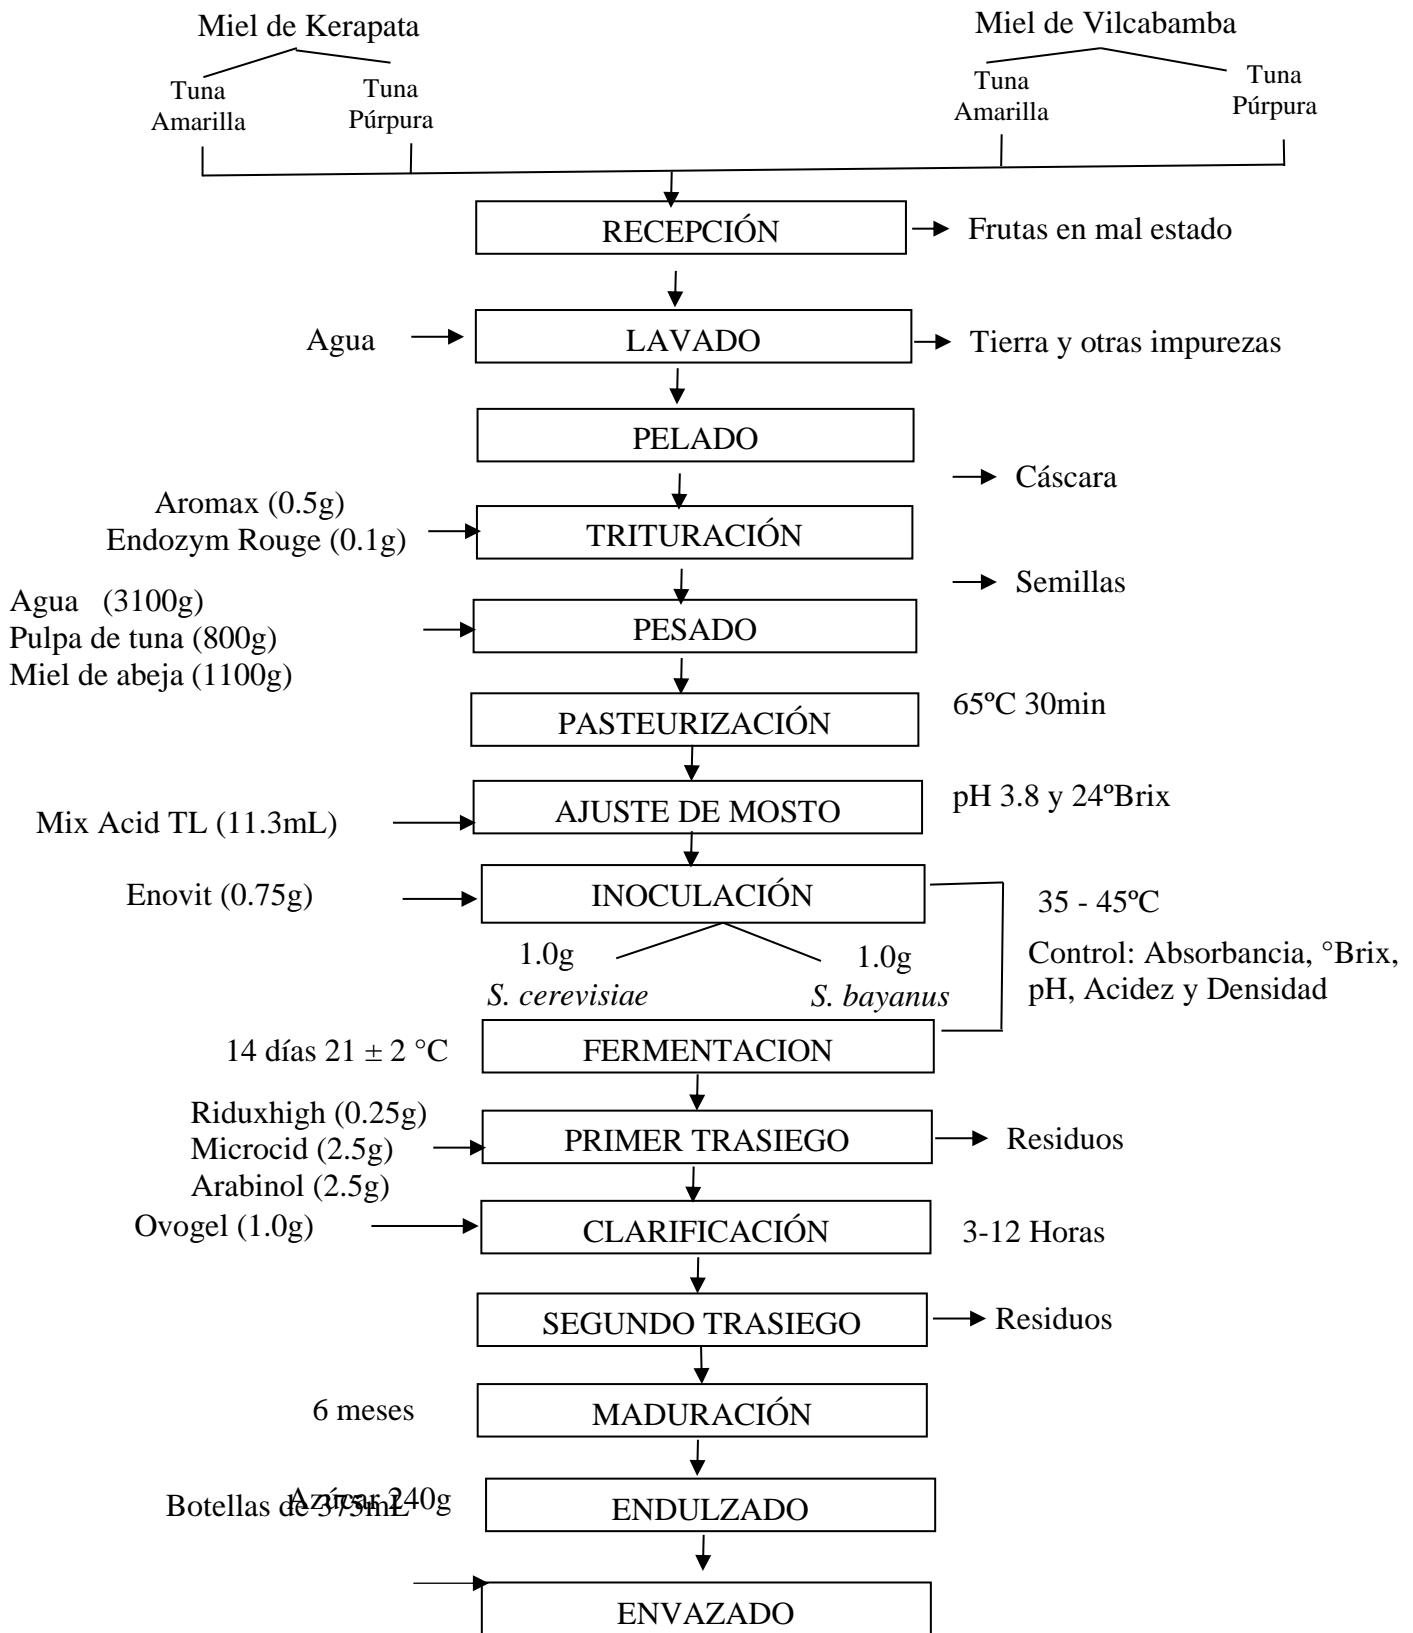 Miel de Kerapata
Miel de Vilcabamba
Tuna
Amarilla
Tuna
Púrpura
Tuna
Amarilla
Tuna
Púrpura
RECEPCIÓN
Frutas en mal estado
Agua
LAVADO
Tierra y otras impurezas
PELADO
Cáscara
Aromax (0.5g)
Endozym Rouge (0.1g)
TRITURACIÓN
Semillas
Agua (3100g)
Pulpa de tuna (800g)
Miel de abeja (1100g)
PESADO
PASTEURIZACIÓN
65ºC 30min
Mix Acid TL (11.3mL)
AJUSTE DE MOSTO
pH 3.8 y 24ºBrix
Enovit (0.75g)
INOCULACIÓN
35 - 45ºC
Control: Absorbancia, °Brix,
pH, Acidez y Densidad
1.0g
S. cerevisiae
1.0g
S. bayanus
14 días 21 ± 2 °C
FERMENTACION
Riduxhigh (0.25g)
Microcid (2.5g)
Arabinol (2.5g)
PRIMER TRASIEGO
Residuos
Ovogel (1.0g)
CLARIFICACIÓN
3-12 Horas
SEGUNDO TRASIEGO
Residuos
6 meses
MADURACIÓN
Azúcar 240g
Botellas de 375mL
ENDULZADO
ENVAZADO